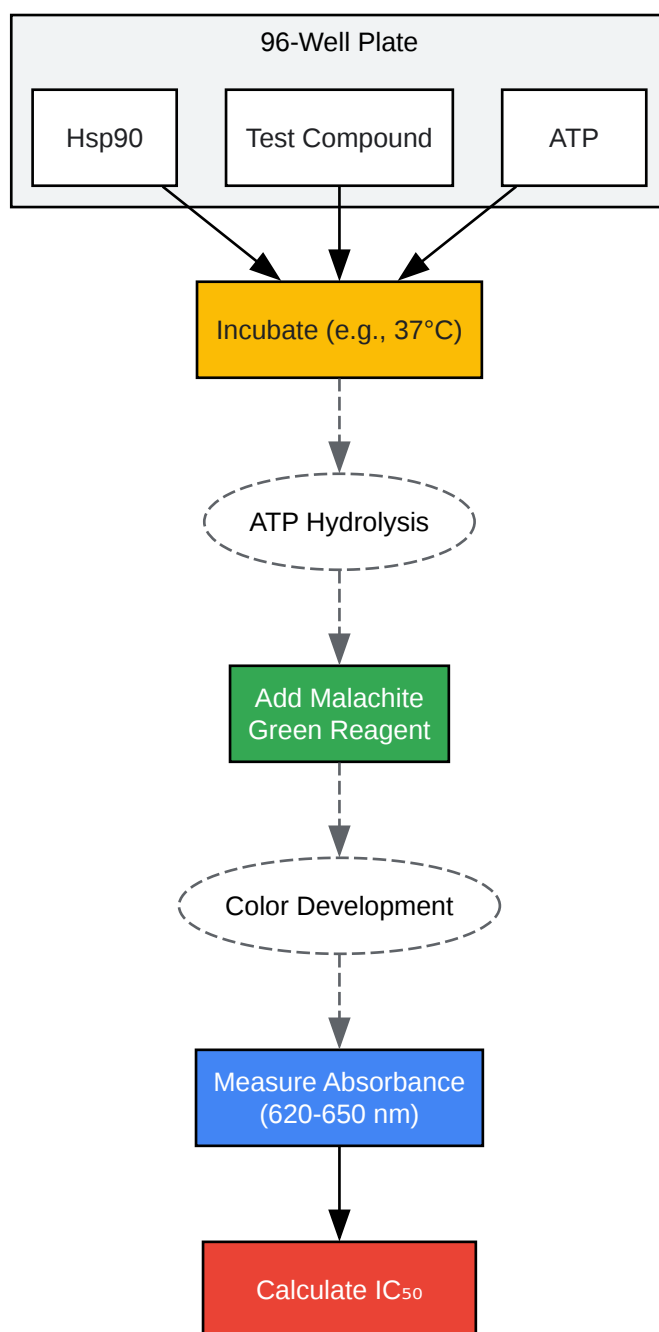 96-Well Plate
Hsp90
Test Compound
ATP
Incubate (e.g., 37°C)
ATP Hydrolysis
Add Malachite
Green Reagent
Color Development
Measure Absorbance
(620-650 nm)
Calculate IC₅₀